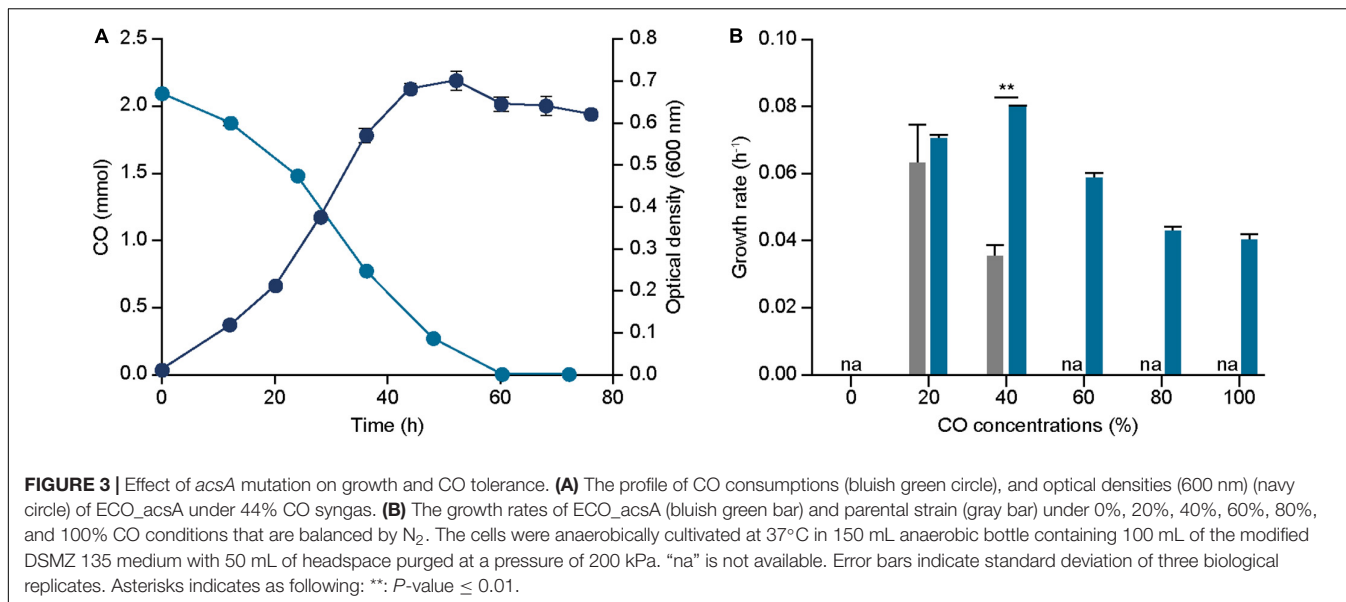 A
B
2.5
2.0
1.5
1.0
0.5
0.0
CO (mmol)
0.8
0.7
0.6
0.5
0.4
0.3
0.2
0.1
0.0
Optical density (600 nm)
0 20 40 60 80
Time (h)
0.10
0.08
0.06
0.04
0.02
0.00
Growth rate (h⁻¹)
**
na na na na
0 20 40 60 80 100
CO concentrations (%)
FIGURE 3 | Effect of acsA mutation on growth and CO tolerance. (A) The profile of CO consumptions (bluish green circle), and optical densities (600 nm) (navy
circle) of ECO_acsA under 44% CO syngas. (B) The growth rates of ECO_acsA (bluish green bar) and parental strain (gray bar) under 0%, 20%, 40%, 60%, 80%,
and 100% CO conditions that are balanced by N₂. The cells were anaerobically cultivated at 37°C in 150 mL anaerobic bottle containing 100 mL of the modified
DSMZ 135 medium with 50 mL of headspace purged at a pressure of 200 kPa. “na” is not available. Error bars indicate standard deviation of three biological
replicates. Asterisks indicates as following: **: P-value ≤ 0.01.